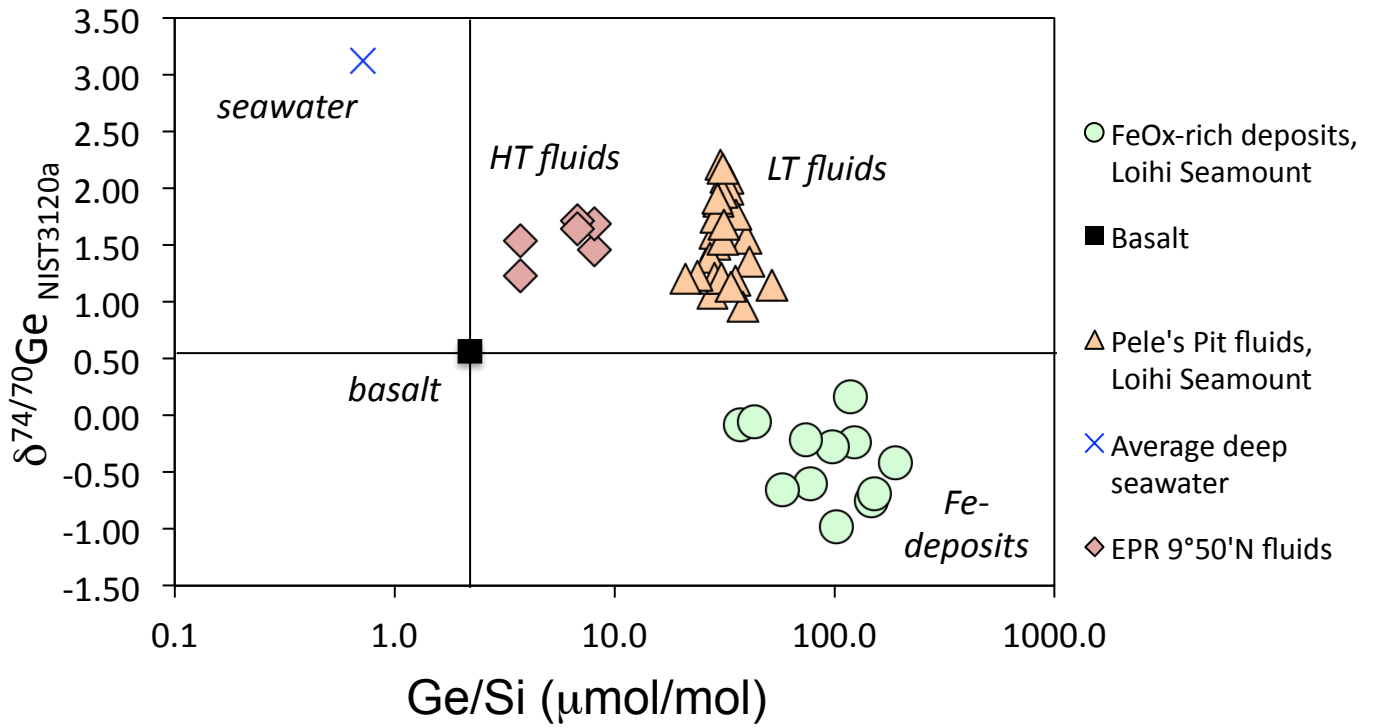 3.50
3.00
2.50
2.00
1.50
1.00
0.50
0.00
-0.50
-1.00
-1.50
δ74/70Ge NIST3120a
seawater
HT fluids
LT fluids
basalt
Fe-
deposits
0.1
1.0
10.0
100.0
1000.0
Ge/Si (μmol/mol)
FeOx-rich deposits,
Loihi Seamount
Basalt
Pele's Pit fluids,
Loihi Seamount
Average deep
seawater
EPR 9°50'N fluids